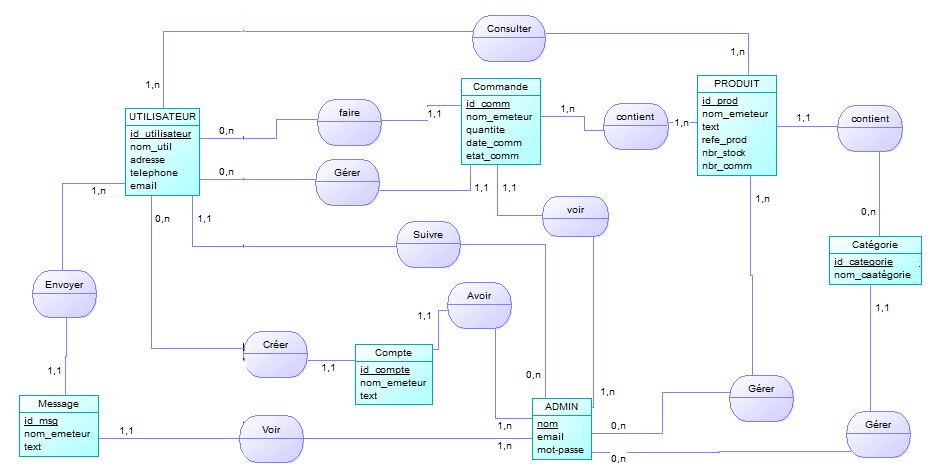 Consulter
1,n
1,n
1,n
UTILISATEUR
id_utilisateur
nom_util
adresse
telephone
email
0,n
faire
1,1
Commande
id_comm
nom_emeteur
quantite
date_comm
etat_comm
1,n
contient
1,n
PRODUIT
id_prod
nom_emeteur
text
refe_prod
nbr_stock
nbr_comm
1,1
contient
0,n
Gérer
1,1
1,1
voir
1,n
0,n
1,1
Suivre
0,n
Catégorie
id_categorie
nom_caatégorie
1,1
Envoyer
1,1
Avoir
1,1
Créer
1,1
Compte
id_compte
nom_emeteur
text
0,n
1,n
Gérer
Message
id_msg
nom_emeteur
text
1,1
Voir
1,n
1,n
ADMIN
nom
email
mot-passe
0,n
0,n
Gérer